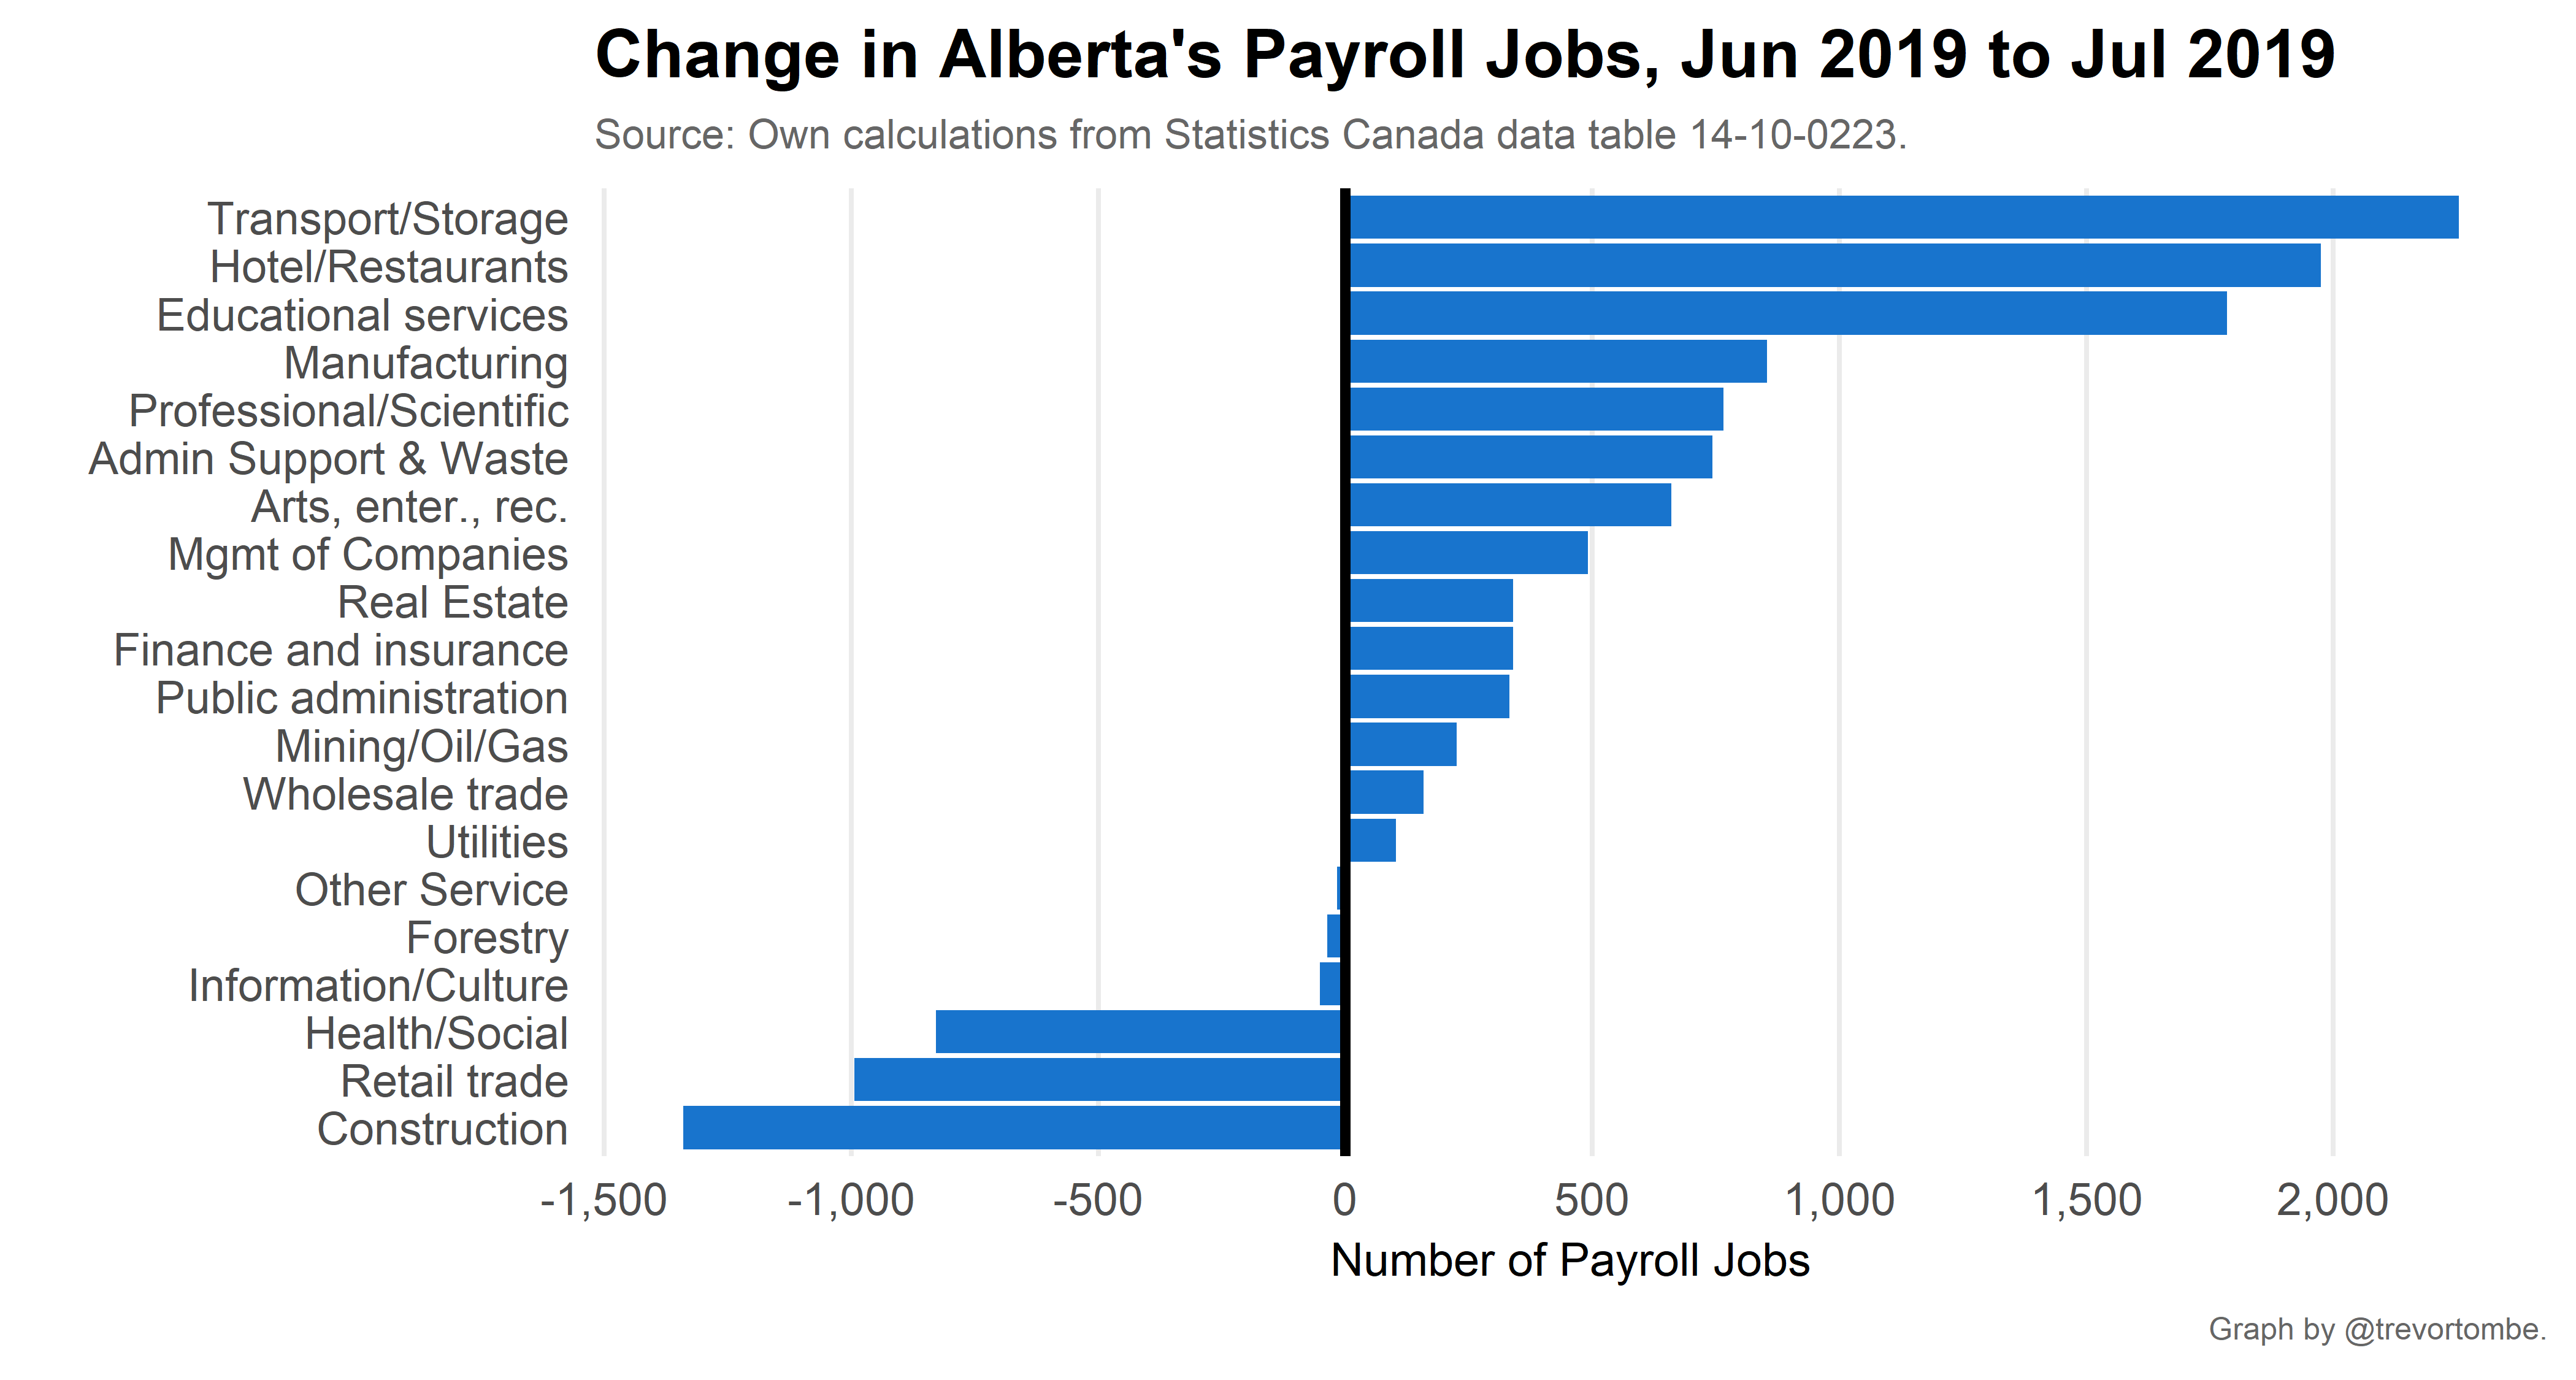 Change in Alberta's Payroll Jobs, Jun 2019 to Jul 2019
Source: Own calculations from Statistics Canada data table 14-10-0223.
Transport/Storage
Hotel/Restaurants
Educational services
Manufacturing
Professional/Scientific
Admin Support & Waste
Arts, enter., rec.
Mgmt of Companies
Real Estate
Finance and insurance
Public administration
Mining/Oil/Gas
Wholesale trade
Utilities
Other Service
Forestry
Information/Culture
Health/Social
Retail trade
Construction
-1,500 -1,000 -500 0 500 1,000 1,500 2,000
Number of Payroll Jobs
Graph by @trevortombe.